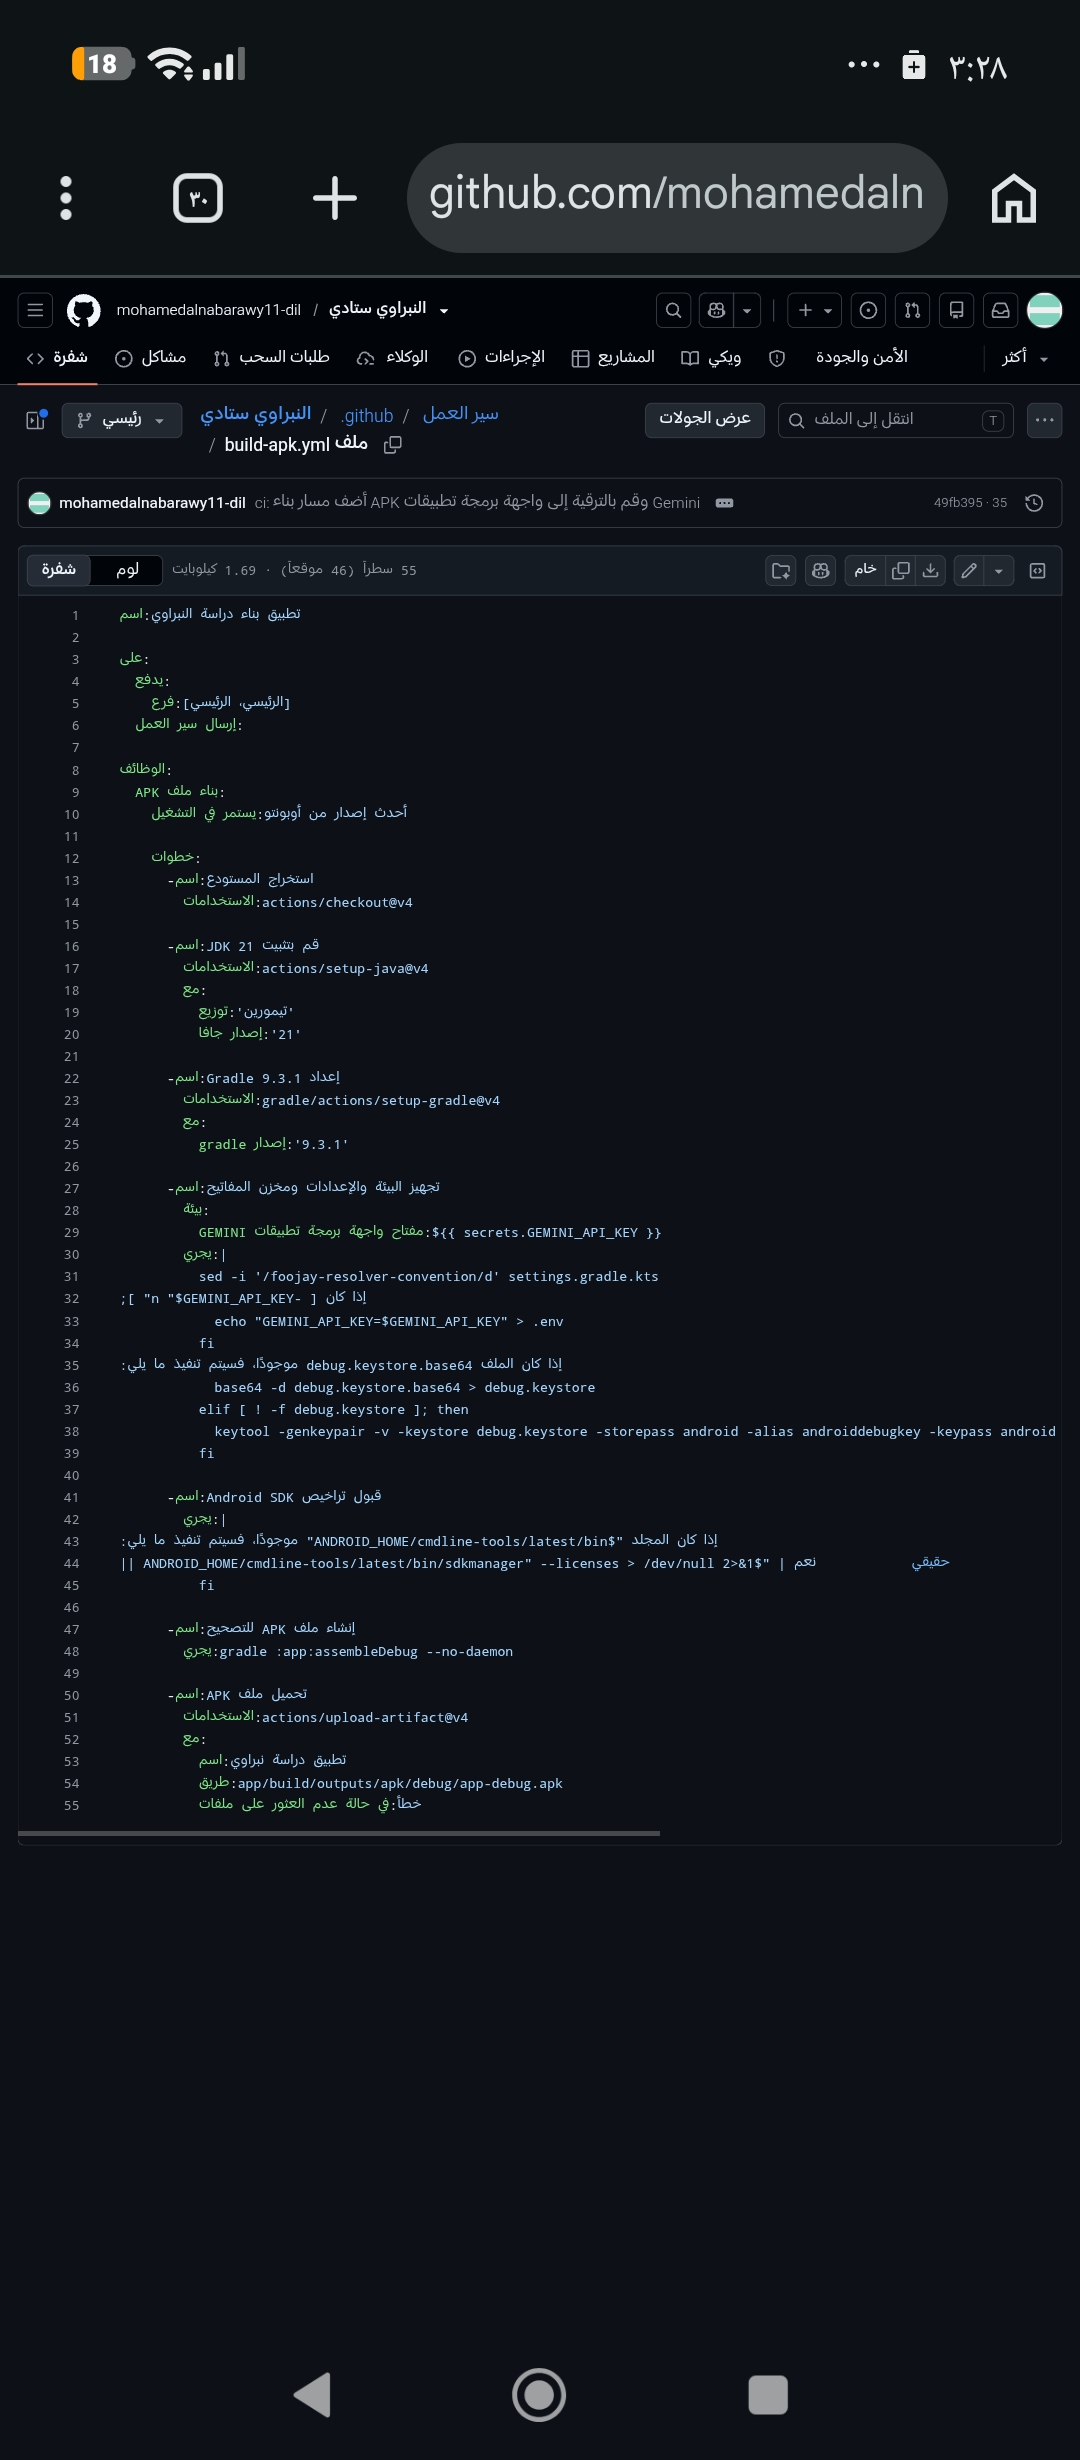 18
٣:٢٨
٣٠
github.com/mohamedaln
mohamedalnabarawy11-dil / النبراوي ستادي
شفرة
مشاكل
طلبات السحب
الوكلاء
الإجراءات
المشاريع
ويكي
الأمن والجودة
أكثر
رئيسي
النبراوي ستادي / .github / سير العمل
/ build-apk.yml ملف
عرض الجولات
انتقل إلى الملف
T
mohamedalnabarawy11-dil ci: وقم بالترقية إلى واجهة برمجة تطبيقات APK أضف مسار بناء Gemini
49fb395 · 35
شفرة
لوم
55 سطراً (46 موقعاً) · 1.69 كيلوبايت
خام
1 اسم:تطبيق بناء دراسة النبراوي
2
3 على:
4 يدفع:
5 فرع:[الرئيسي، الرئيسي]
6 إرسال سير العمل:
7
8 الوظائف:
9 بناء ملف APK:
10 يستمر في التشغيل:أحدث إصدار من أوبونتو
11
12 خطوات:
13 -اسم:استخراج المستودع
14 الاستخدامات:actions/checkout@v4
15
16 -اسم:قم بتثبيت JDK 21
17 الاستخدامات:actions/setup-java@v4
18 مع:
19 توزيع:'تيمورين'
20 إصدار جافا:'21'
21
22 -اسم:إعداد Gradle 9.3.1
23 الاستخدامات:gradle/actions/setup-gradle@v4
24 مع:
25 إصدار gradle:'9.3.1'
26
27 -اسم:تجهيز البيئة والإعدادات ومخزن المفاتيح
28 بيئة:
29 مفتاح واجهة برمجة تطبيقات GEMINI:${{ secrets.GEMINI_API_KEY }}
30 يجري:|
31 sed -i '/foojay-resolver-convention/d' settings.gradle.kts
32 إذا كان [ -n "$GEMINI_API_KEY" ];
33 echo "GEMINI_API_KEY=$GEMINI_API_KEY" > .env
34 fi
35 إذا كان الملف debug.keystore.base64 موجودًا، فسيتم تنفيذ ما يلي:
36 base64 -d debug.keystore.base64 > debug.keystore
37 elif [ ! -f debug.keystore ]; then
38 keytool -genkeypair -v -keystore debug.keystore -storepass android -alias androiddebugkey -keypass android
39 fi
40
41 -اسم:قبول تراخيص Android SDK
42 يجري:|
43 إذا كان المجلد "$ANDROID_HOME/cmdline-tools/latest/bin" موجودًا، فسيتم تنفيذ ما يلي:
44 نعم | "$ANDROID_HOME/cmdline-tools/latest/bin/sdkmanager" --licenses > /dev/null 2>&1 || حقيقي
45 fi
46
47 -اسم:إنشاء ملف APK للتصحيح
48 يجري:gradle :app:assembleDebug --no-daemon
49
50 -اسم:تحميل ملف APK
51 الاستخدامات:actions/upload-artifact@v4
52 مع:
53 اسم:تطبيق دراسة نبراوي
54 طريق:app/build/outputs/apk/debug/app-debug.apk
55 في حالة عدم العثور على ملفات:خطأ